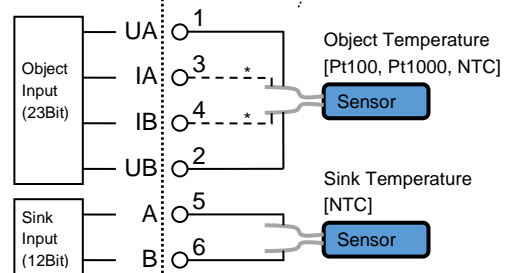 UA 1
Object Temperature
[Pt100, Pt1000, NTC]
Object
Input
(23Bit)
IA 3 *
Sensor
IB 4 *
UB 2
Sink Temperature
[NTC]
A 5
Sink
Input
(12Bit)
Sensor
B 6